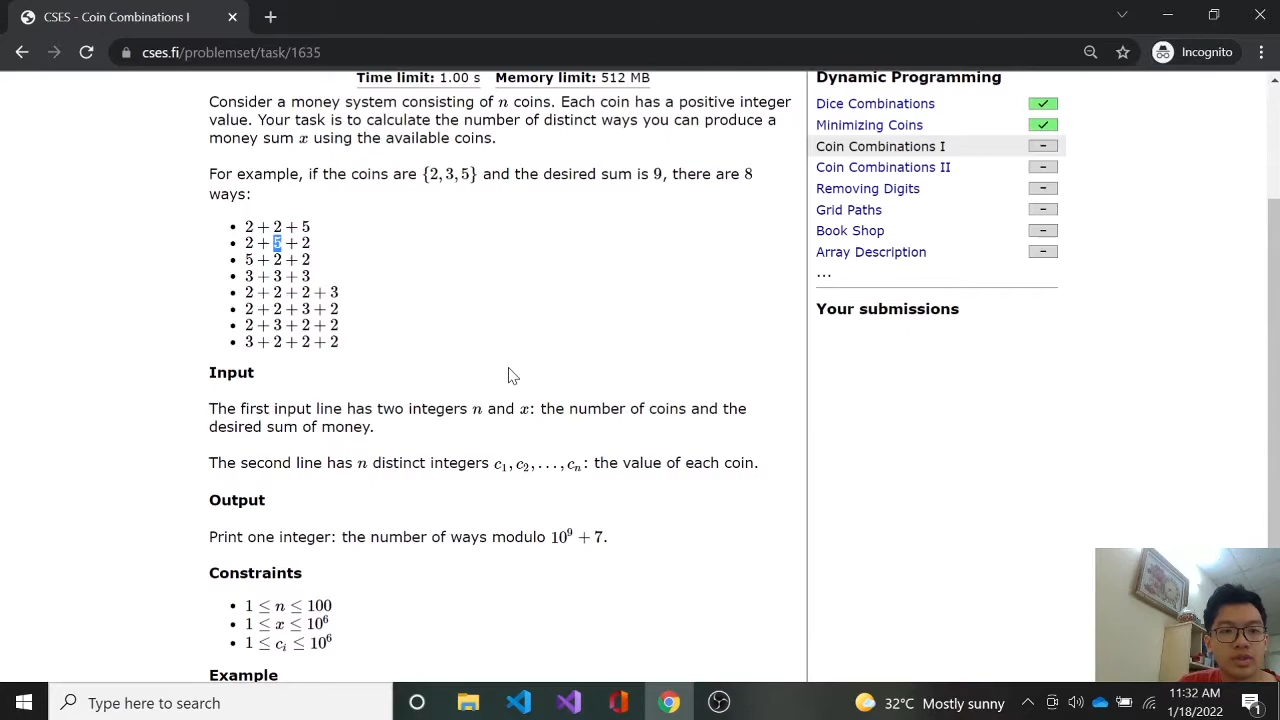 CSES - Coin Combinations I
cses.fi/problemset/task/1635
Incognito
Time limit: 1.00 s Memory limit: 512 MB
Consider a money system consisting of n coins. Each coin has a positive integer
value. Your task is to calculate the number of distinct ways you can produce a
money sum x using the available coins.
For example, if the coins are {2, 3, 5} and the desired sum is 9, there are 8
ways:
• 2 + 2 + 5
• 2 + 5 + 2
• 5 + 2 + 2
• 3 + 3 + 3
• 2 + 2 + 2 + 3
• 2 + 2 + 3 + 2
• 2 + 3 + 2 + 2
• 3 + 2 + 2 + 2
Input
The first input line has two integers n and x: the number of coins and the
desired sum of money.
The second line has n distinct integers c₁, c₂, …, cₙ: the value of each coin.
Output
Print one integer: the number of ways modulo 10⁹ + 7.
Constraints
• 1 ≤ n ≤ 100
• 1 ≤ x ≤ 10⁶
• 1 ≤ cᵢ ≤ 10⁶
Example
Dynamic Programming
Dice Combinations
Minimizing Coins
Coin Combinations I
Coin Combinations II
Removing Digits
Grid Paths
Book Shop
Array Description
...
Your submissions
Type here to search
32°C Mostly sunny
11:32 AM
1/18/2022
1